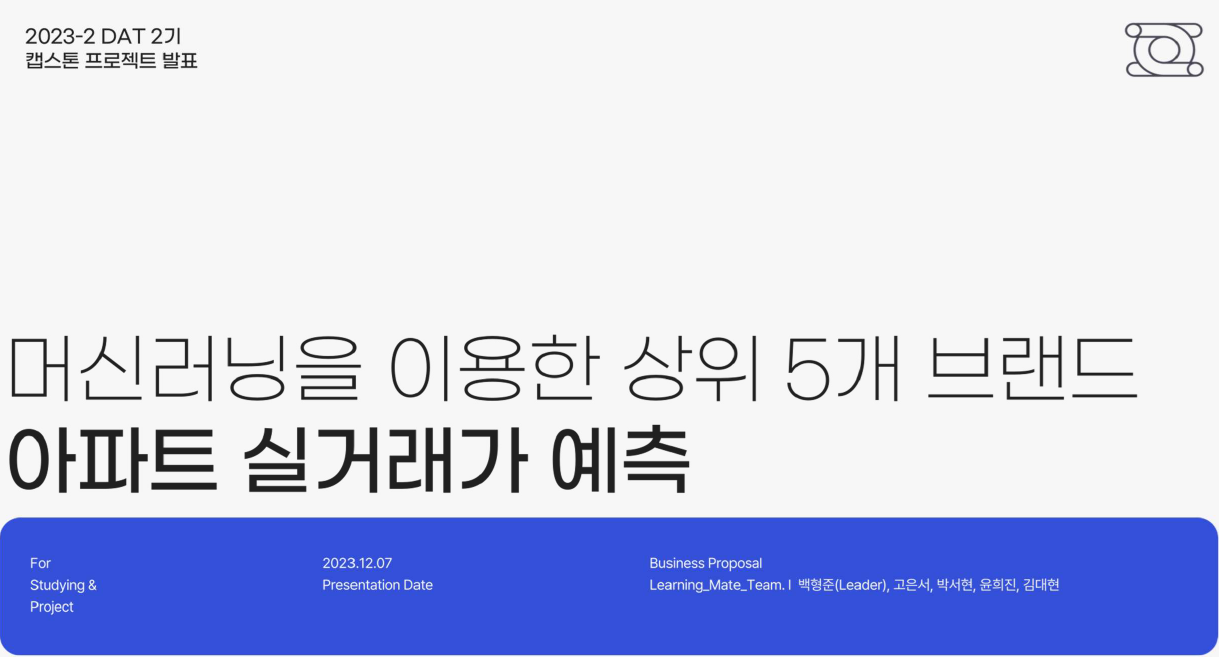 2023-2 DAT 2기
캡스톤 프로젝트 발표
머신러닝을 이용한 상위 5개 브랜드
아파트 실거래가 예측
For
Studying &
Project
2023.12.07
Presentation Date
Business Proposal
Learning_Mate_Team. I 백형준(Leader), 고은서, 박서현, 윤희진, 김대현